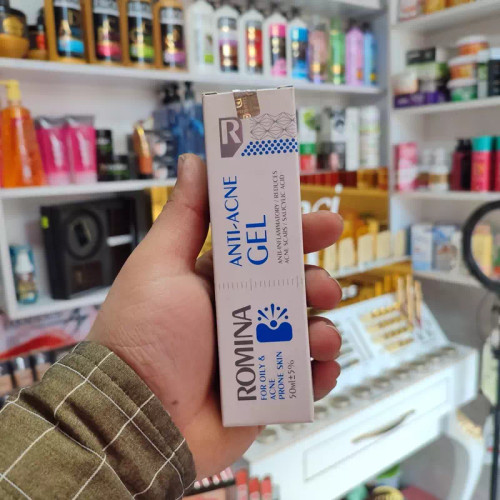 R
ANTI-ACNE
GEL
ANTI-INFLAMMATORY / REDUCES
ACNE SCARS / SALICYLIC ACID
ROMINA
FOR OILY &
ACNE
PRONE SKIN
50ml±5%